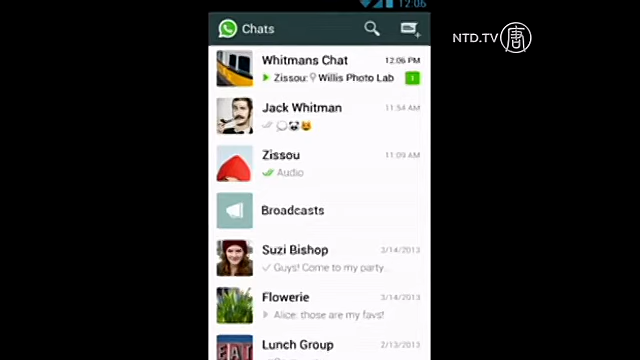 12:06
Chats
NTD.TV 唐
Whitmans Chat 12:06 PM
Zissou: Willis Photo Lab 1
Jack Whitman 11:54 AM
Zissou 11:09 AM
Audio
Broadcasts
Suzi Bishop 3/14/2013
Guys! Come to my party...
Flowerie 3/14/2013
Alice: those are my favs!
Lunch Group 2/13/2013
EAT